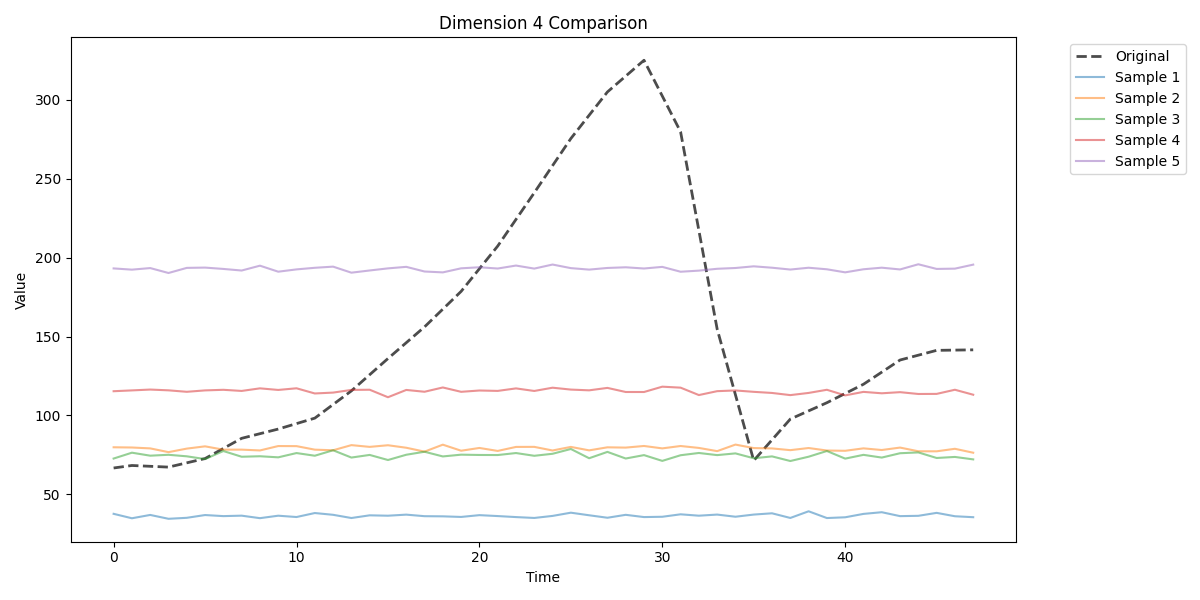 Dimension 4 Comparison
Original
Sample 1
Sample 2
Sample 3
Sample 4
Sample 5
300
250
200
150
100
50
Value
0 10 20 30 40
Time